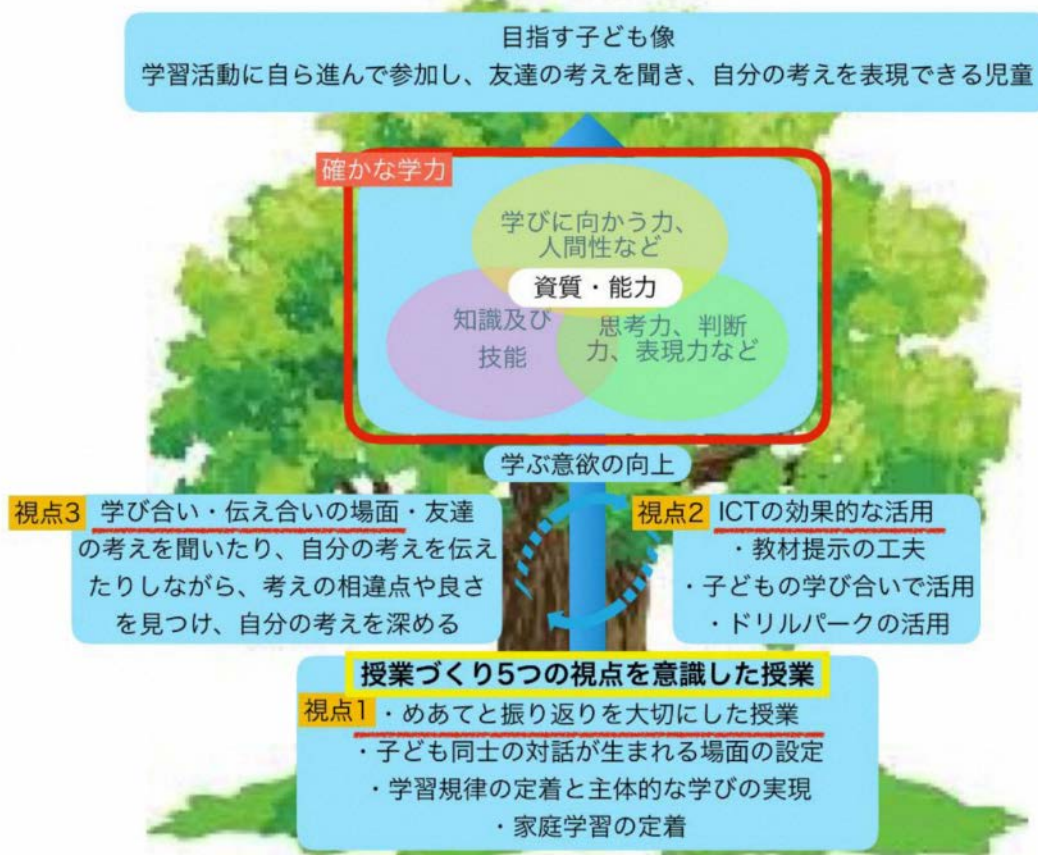 目指す子ども像
学習活動に自ら進んで参加し、友達の考えを聞き、自分の考えを表現できる児童
確かな学力
学びに向かう力、
人間性など
資質・能力
知識及び
技能
思考力、判断
力、表現力など
学ぶ意欲の向上
視点3 学び合い・伝え合いの場面・友達
の考えを聞いたり、自分の考えを伝え
たりしながら、考えの相違点や良さ
を見つけ、自分の考えを深める
視点2 ICTの効果的な活用
・教材提示の工夫
・子どもの学び合いで活用
・ドリルパークの活用
授業づくり5つの視点を意識した授業
視点1 ・めあてと振り返りを大切にした授業
・子ども同士の対話が生まれる場面の設定
・学習規律の定着と主体的な学びの実現
・家庭学習の定着